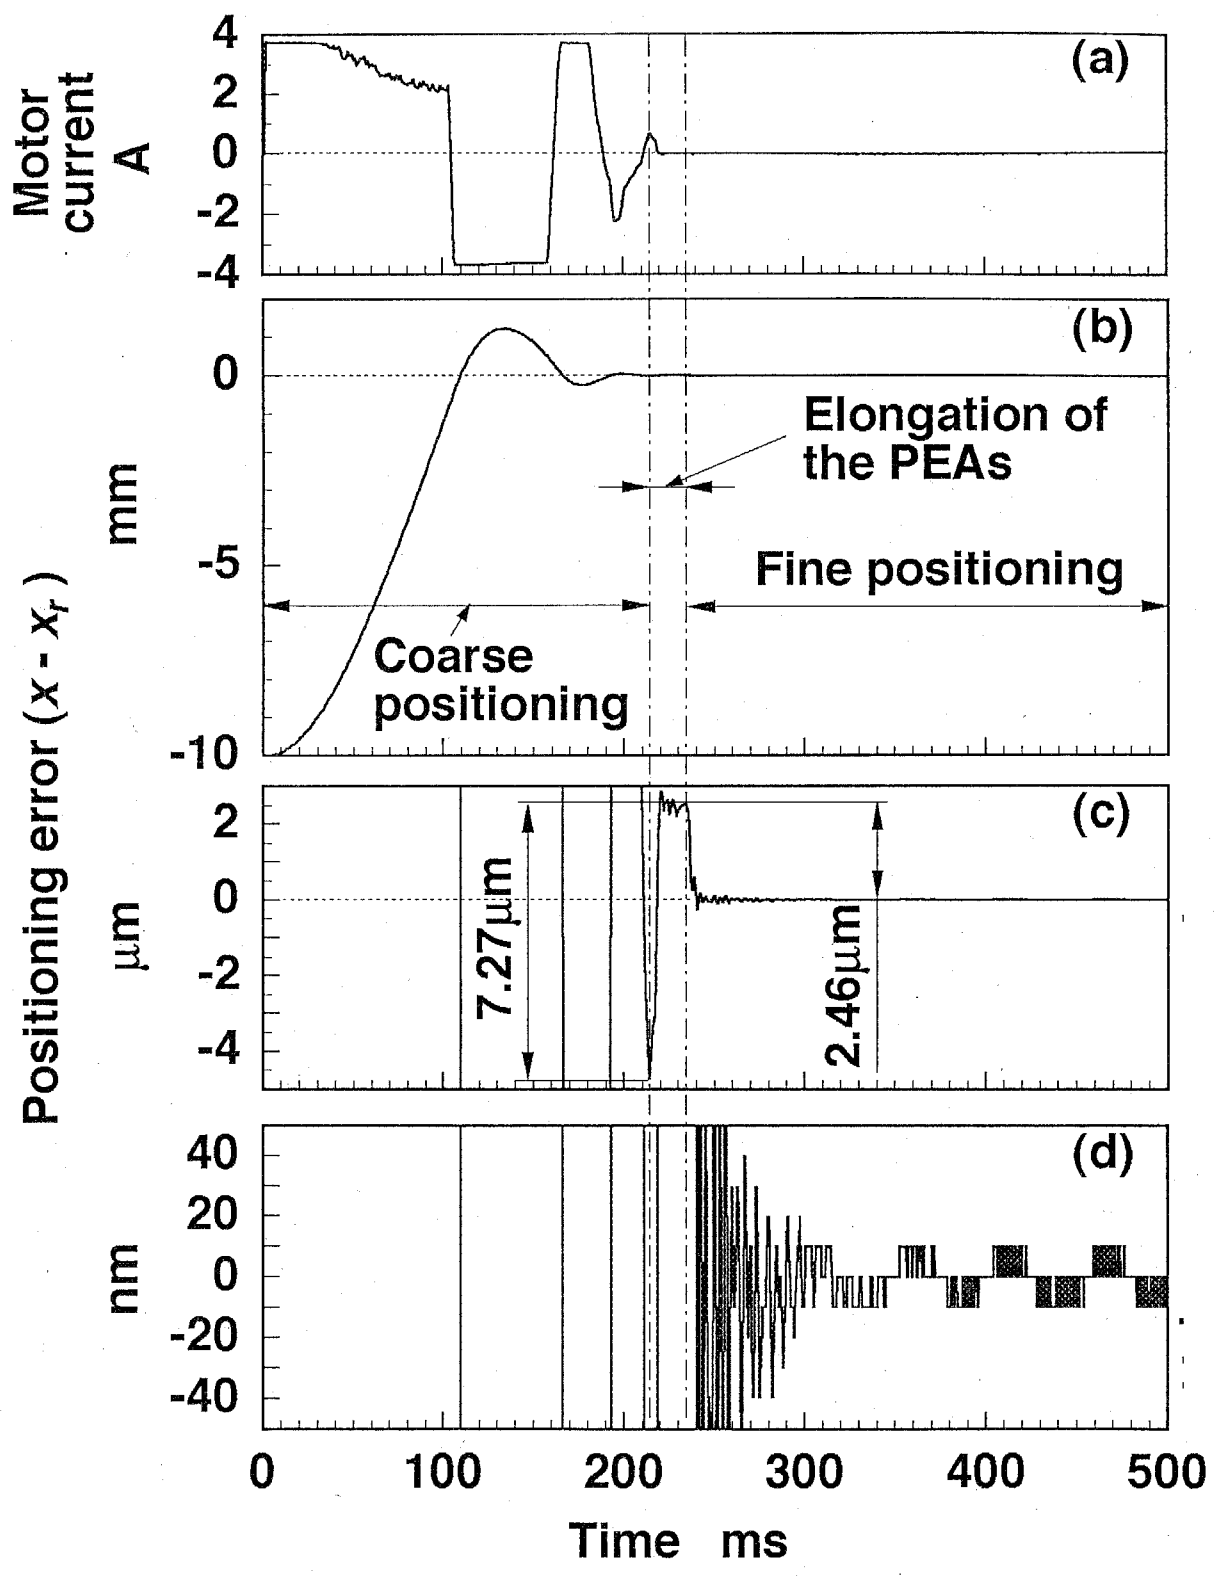 Motor
current
A
4
2
0
-2
-4
(a)
Positioning error (x - xr)
mm
0
-5
-10
(b)
Elongation of
the PEAs
Fine positioning
Coarse
positioning
μm
2
0
-2
-4
(c)
7.27μm
2.46μm
nm
40
20
0
-20
-40
(d)
0 100 200 300 400 500
Time ms